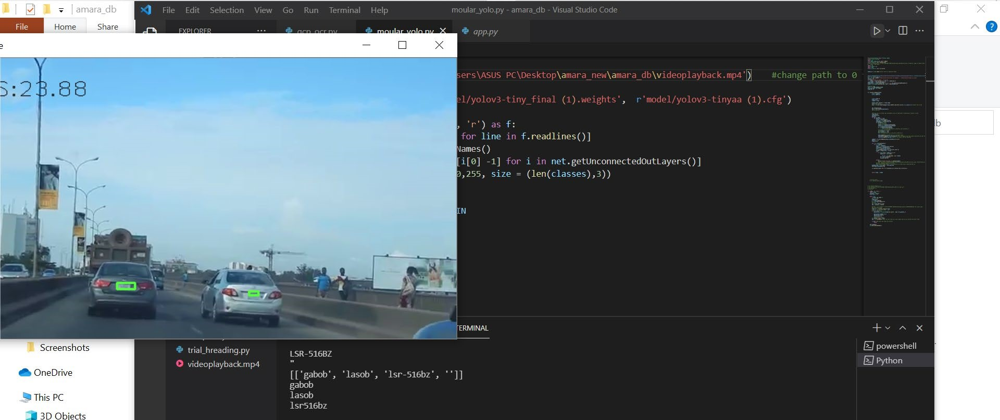 amara_db
File Edit Selection View Go Run Terminal Help
moular_yolo.py - amara_db - Visual Studio Code
File Home Share
EXPLORER
gcp_ocr.py
moular_yolo.py
app.py
S:23.88
sers\ASUS PC\Desktop\amara_new\amara_db\videoplayback.mp4') #change path to 0
el/yolov3-tiny_final (1).weights', r'model/yolov3-tinyaa (1).cfg')
, 'r') as f:
for line in f.readlines()]
Names()
[i[0] -1] for i in net.getUnconnectedOutLayers()]
0,255, size = (len(classes),3))
IN
db
TERMINAL
Screenshots
OneDrive
This PC
3D Objects
trial_hreading.py
videoplayback.mp4
LSR-516BZ
"
[['gabob', 'lasob', 'lsr-516bz', '']]
gabob
lasob
lsr516bz
powershell
Python